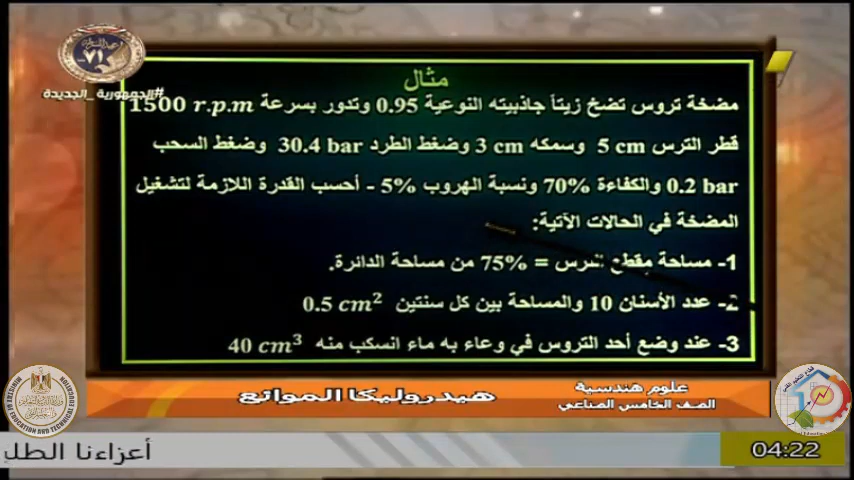 مثال
مضخة تروس تضخ زيتاً جاذبيته النوعية 0.95 وتدور بسرعة 1500 r.p.m
قطر الترس 5 cm وسمكه 3 cm وضغط الطرد 30.4 bar وضغط السحب
0.2 bar والكفاءة 70% ونسبة الهروب 5% - أحسب القدرة اللازمة لتشغيل
المضخة في الحالات الآتية:
1- مساحة مقطع الترس = 75% من مساحة الدائرة.
2- عدد الأسنان 10 والمساحة بين كل سنتين 0.5 cm²
3- عند وضع أحد التروس في وعاء به ماء انسكب منه 40 cm³
#الجمهورية_الجديدة
٧١
علوم هندسية
الصف الخامس الصناعي
هيدروليكا الموائع
أعزاءنا الطلب
04:22